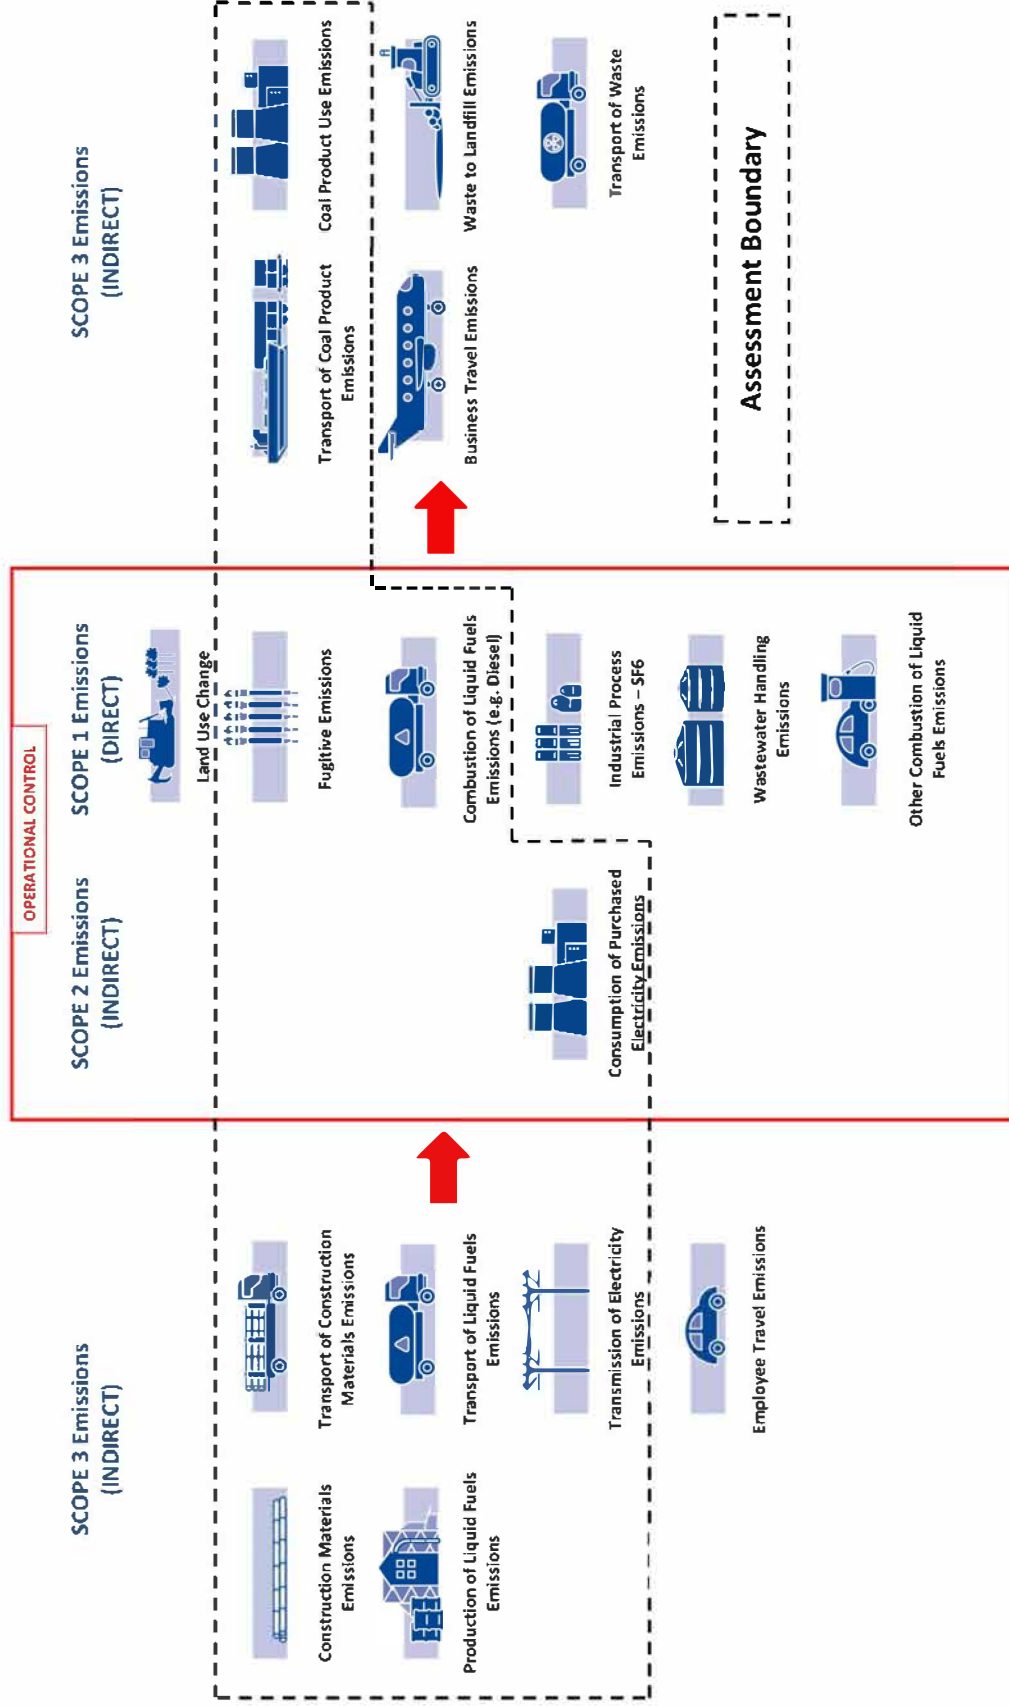 OPERATIONAL CONTROL
SCOPE 3 Emissions
(INDIRECT)
SCOPE 2 Emissions
(INDIRECT)
SCOPE 1 Emissions
(DIRECT)
SCOPE 3 Emissions
(INDIRECT)
Land Use Change
Construction Materials
Emissions
Transport of Construction
Materials Emissions
Fugitive Emissions
Transport of Coal Product
Emissions
Coal Product Use Emissions
Production of Liquid Fuels
Emissions
Transport of Liquid Fuels
Emissions
Combustion of Liquid Fuels
Emissions (e.g. Diesel)
Business Travel Emissions
Waste to Landfill Emissions
Transmission of Electricity
Emissions
Consumption of Purchased
Electricity Emissions
Industrial Process
Emissions – SF6
Transport of Waste
Emissions
Employee Travel Emissions
Wastewater Handling
Emissions
Assessment Boundary
Other Combustion of Liquid
Fuels Emissions